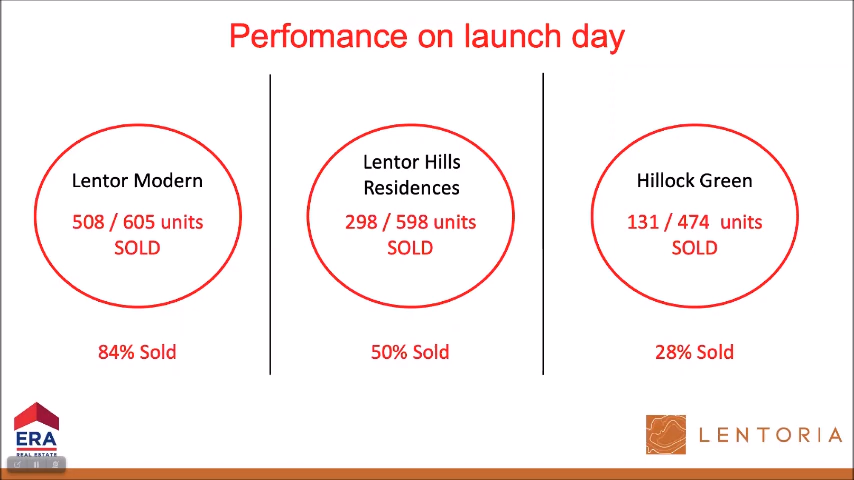 Perfomance on launch day
Lentor Modern
508 / 605 units
SOLD
84% Sold
Lentor Hills
Residences
298 / 598 units
SOLD
50% Sold
Hillock Green
131 / 474 units
SOLD
28% Sold
ERA
REAL ESTATE
LENTORIA